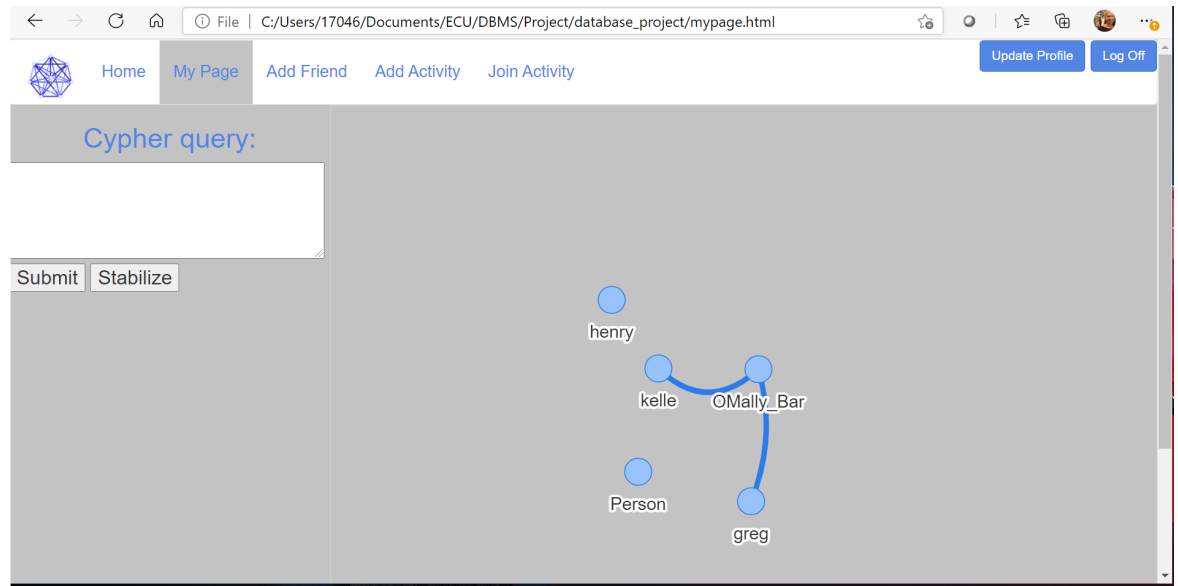 File C:/Users/17046/Documents/ECU/DBMS/Project/database_project/mypage.html
Home My Page Add Friend Add Activity Join Activity Update Profile Log Off
Cypher query:
Submit Stabilize
henry
kelle OMally_Bar
Person
greg